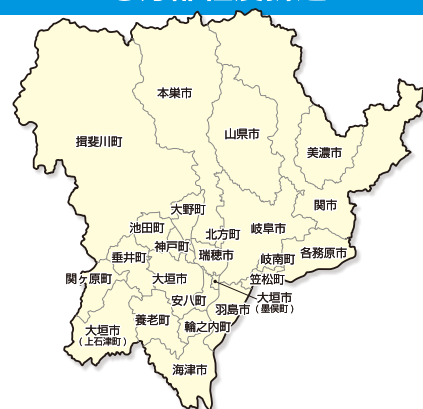 本巣市
山県市
揖斐川町
美濃市
関市
大野町
池田町
北方町
岐阜市
神戸町
瑞穂市
各務原市
垂井町
岐南町
関ヶ原町
大垣市
笠松町
安八町
大垣市
(墨俣町)
羽島市
養老町
輪之内町
大垣市
(上石津町)
海津市